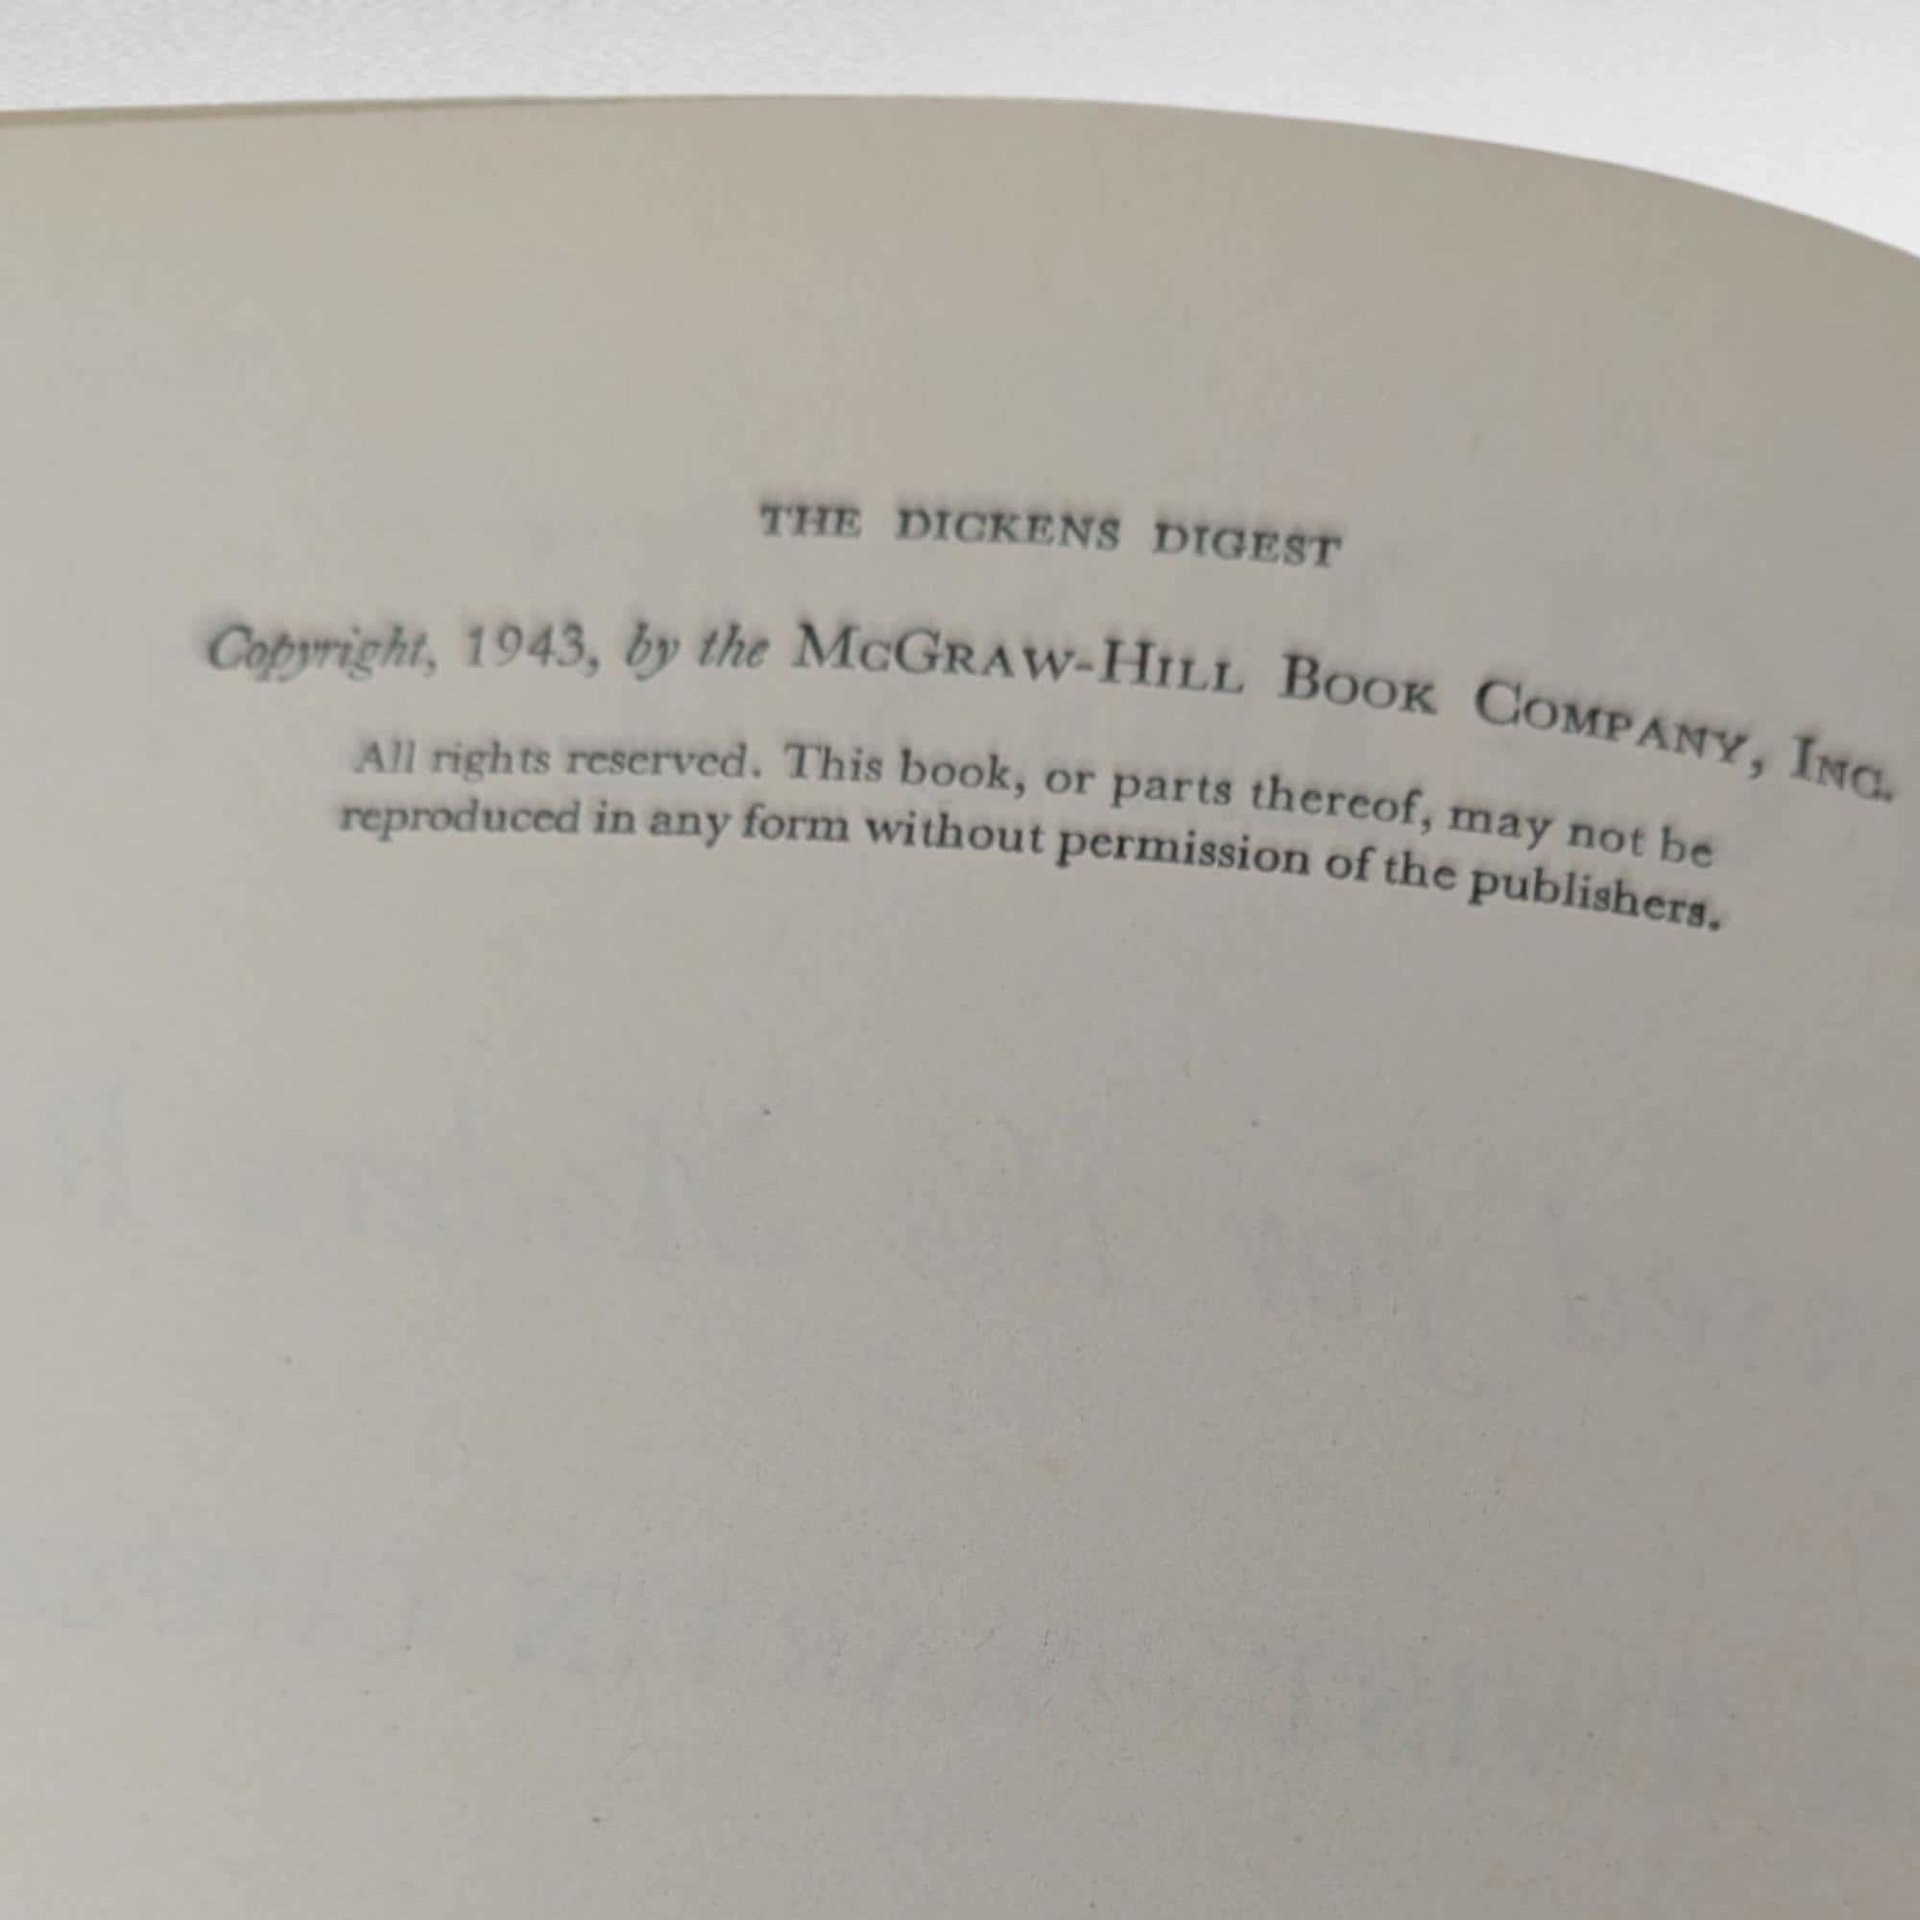 THE DICKENS DIGEST
Copyright, 1943, by the McGraw-Hill Book Company, Inc.
All rights reserved. This book, or parts thereof, may not be
reproduced in any form without permission of the publishers.